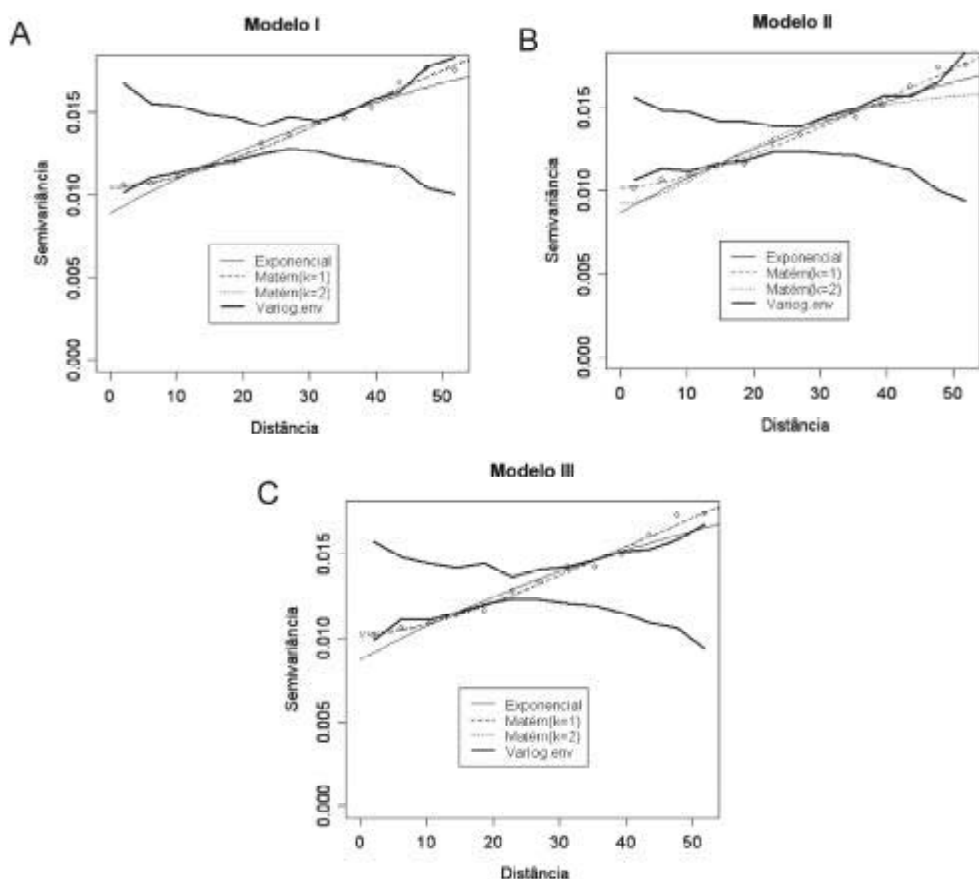 A
Modelo I
Semivariância
0.015
0.010
0.005
0.000
Exponencial
Matérn(k=1)
Matérn(k=2)
Variog.env
0 10 20 30 40 50
Distância
B
Modelo II
Semivariância
0.015
0.010
0.005
0.000
Exponencial
Matérn(k=1)
Matérn(k=2)
Variog.env
0 10 20 30 40 50
Distância
C
Modelo III
Semivariância
0.015
0.010
0.005
0.000
Exponencial
Matérn(k=1)
Matérn(k=2)
Variog.env
0 10 20 30 40 50
Distância